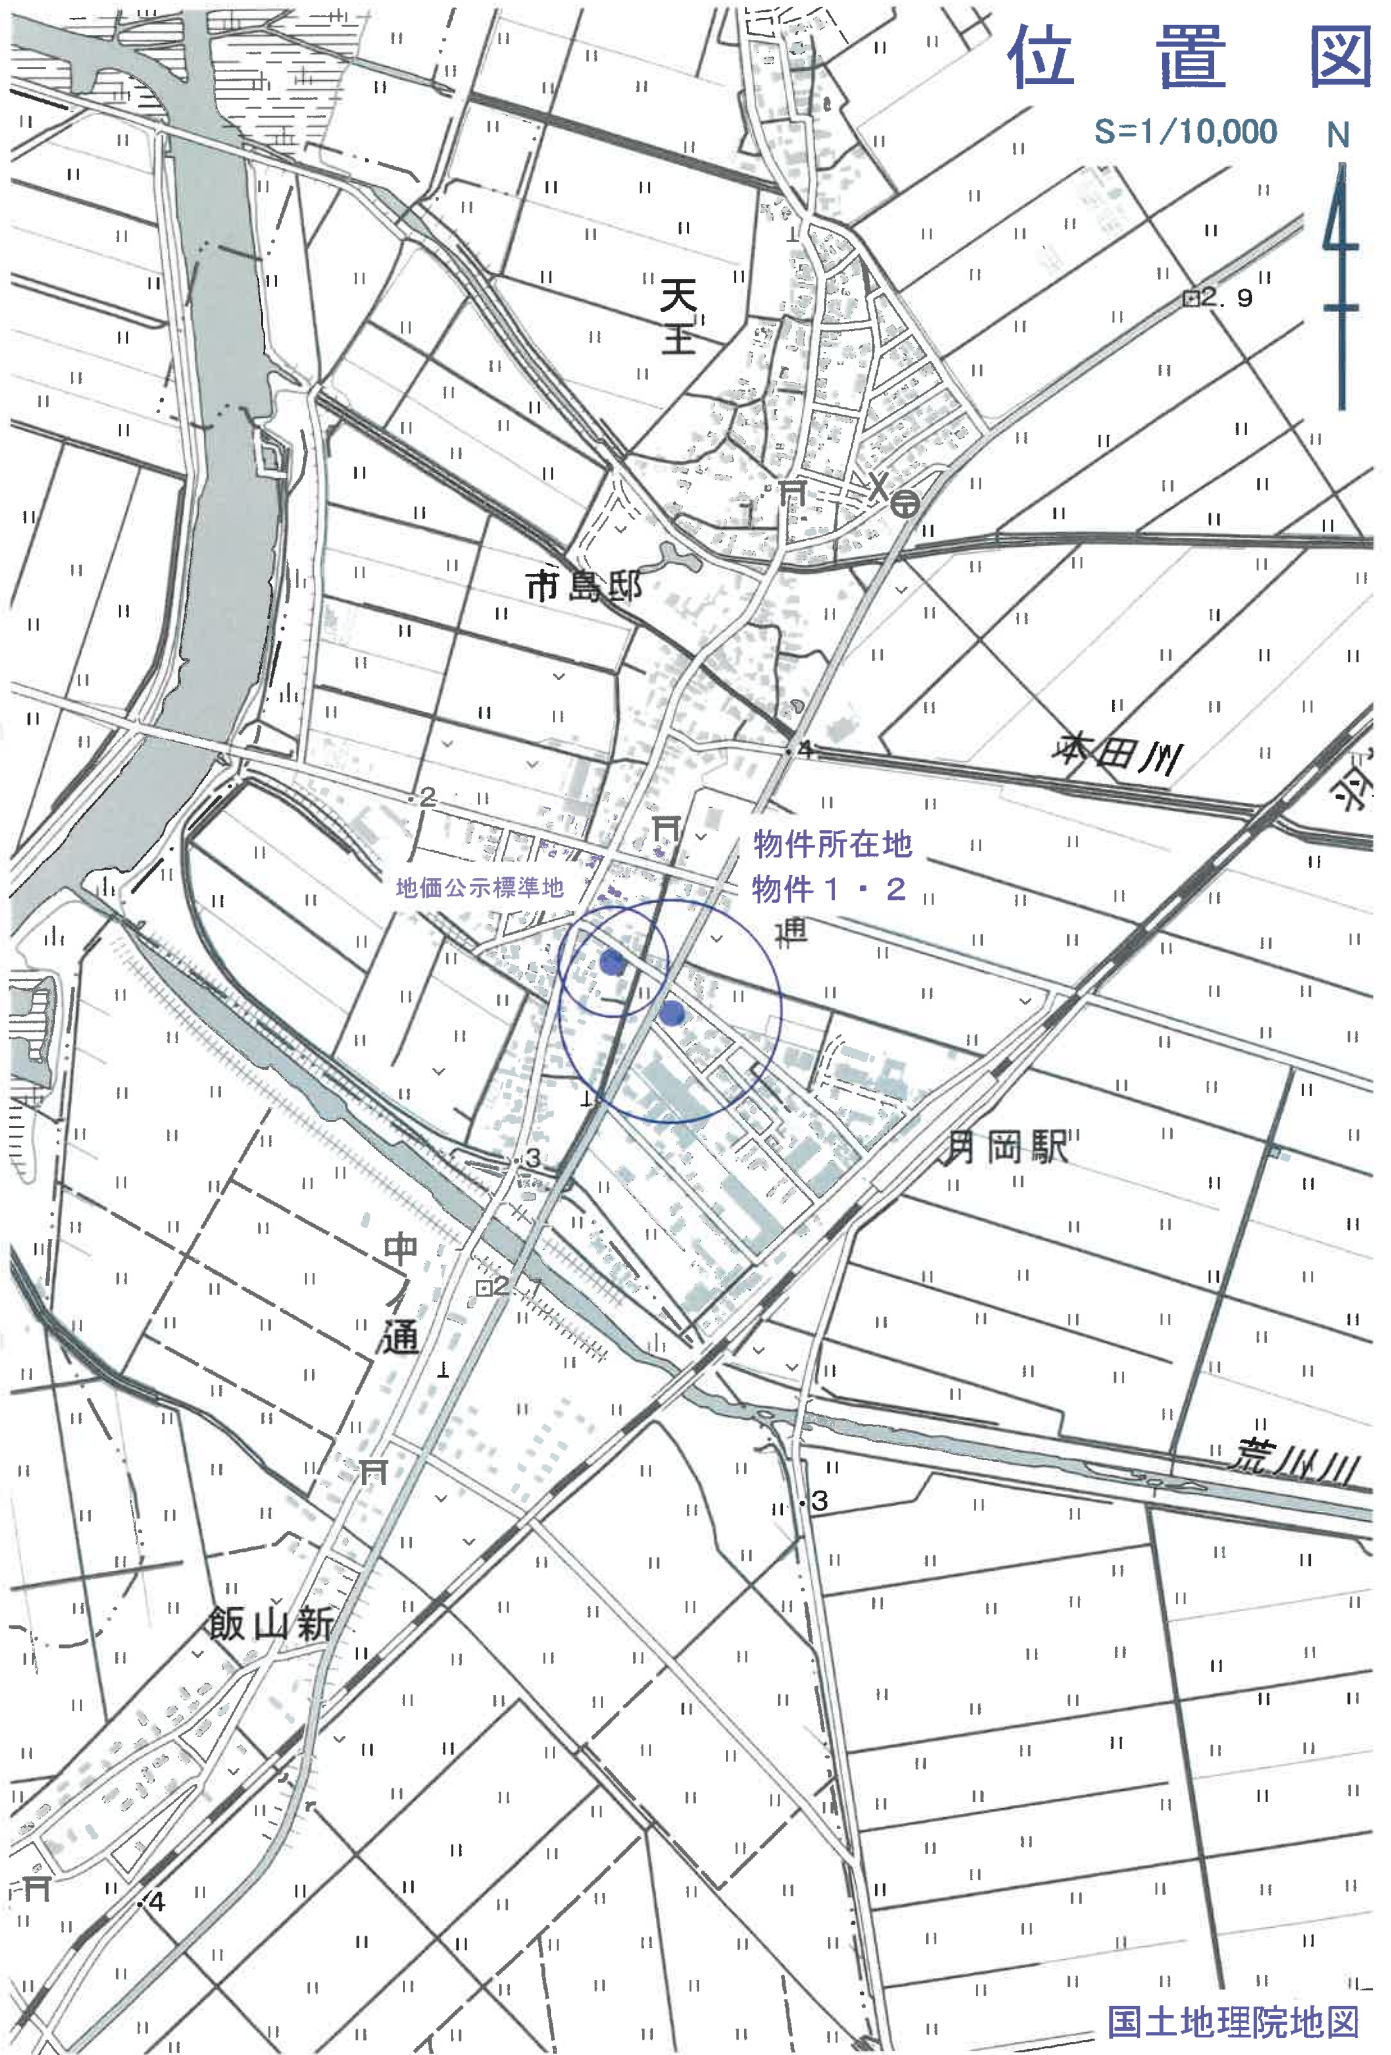 位置図
S=1/10,000
N
天王
2.9
市島邸
4
本田川
2
物件所在地
物件1・2
地価公示標準地
通
月岡駅
3
中ノ通
2
荒川川
3
飯山新
4
国土地理院地図